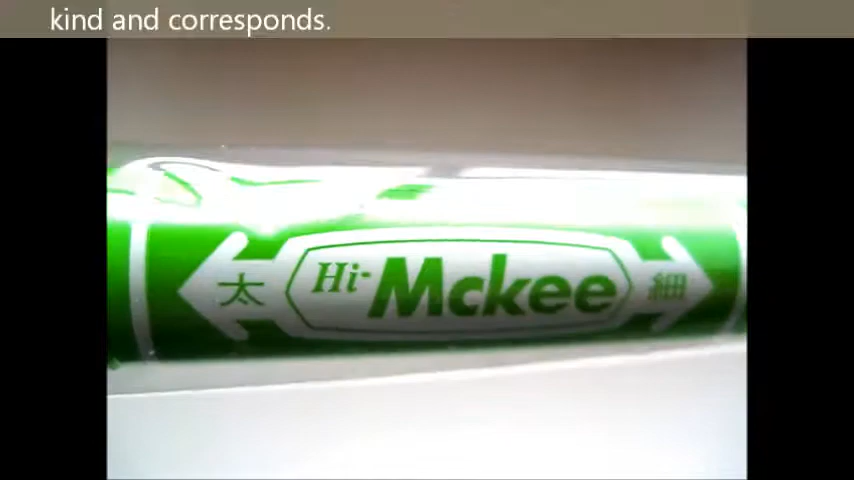 kind and corresponds.
太 Hi-Mckee 細